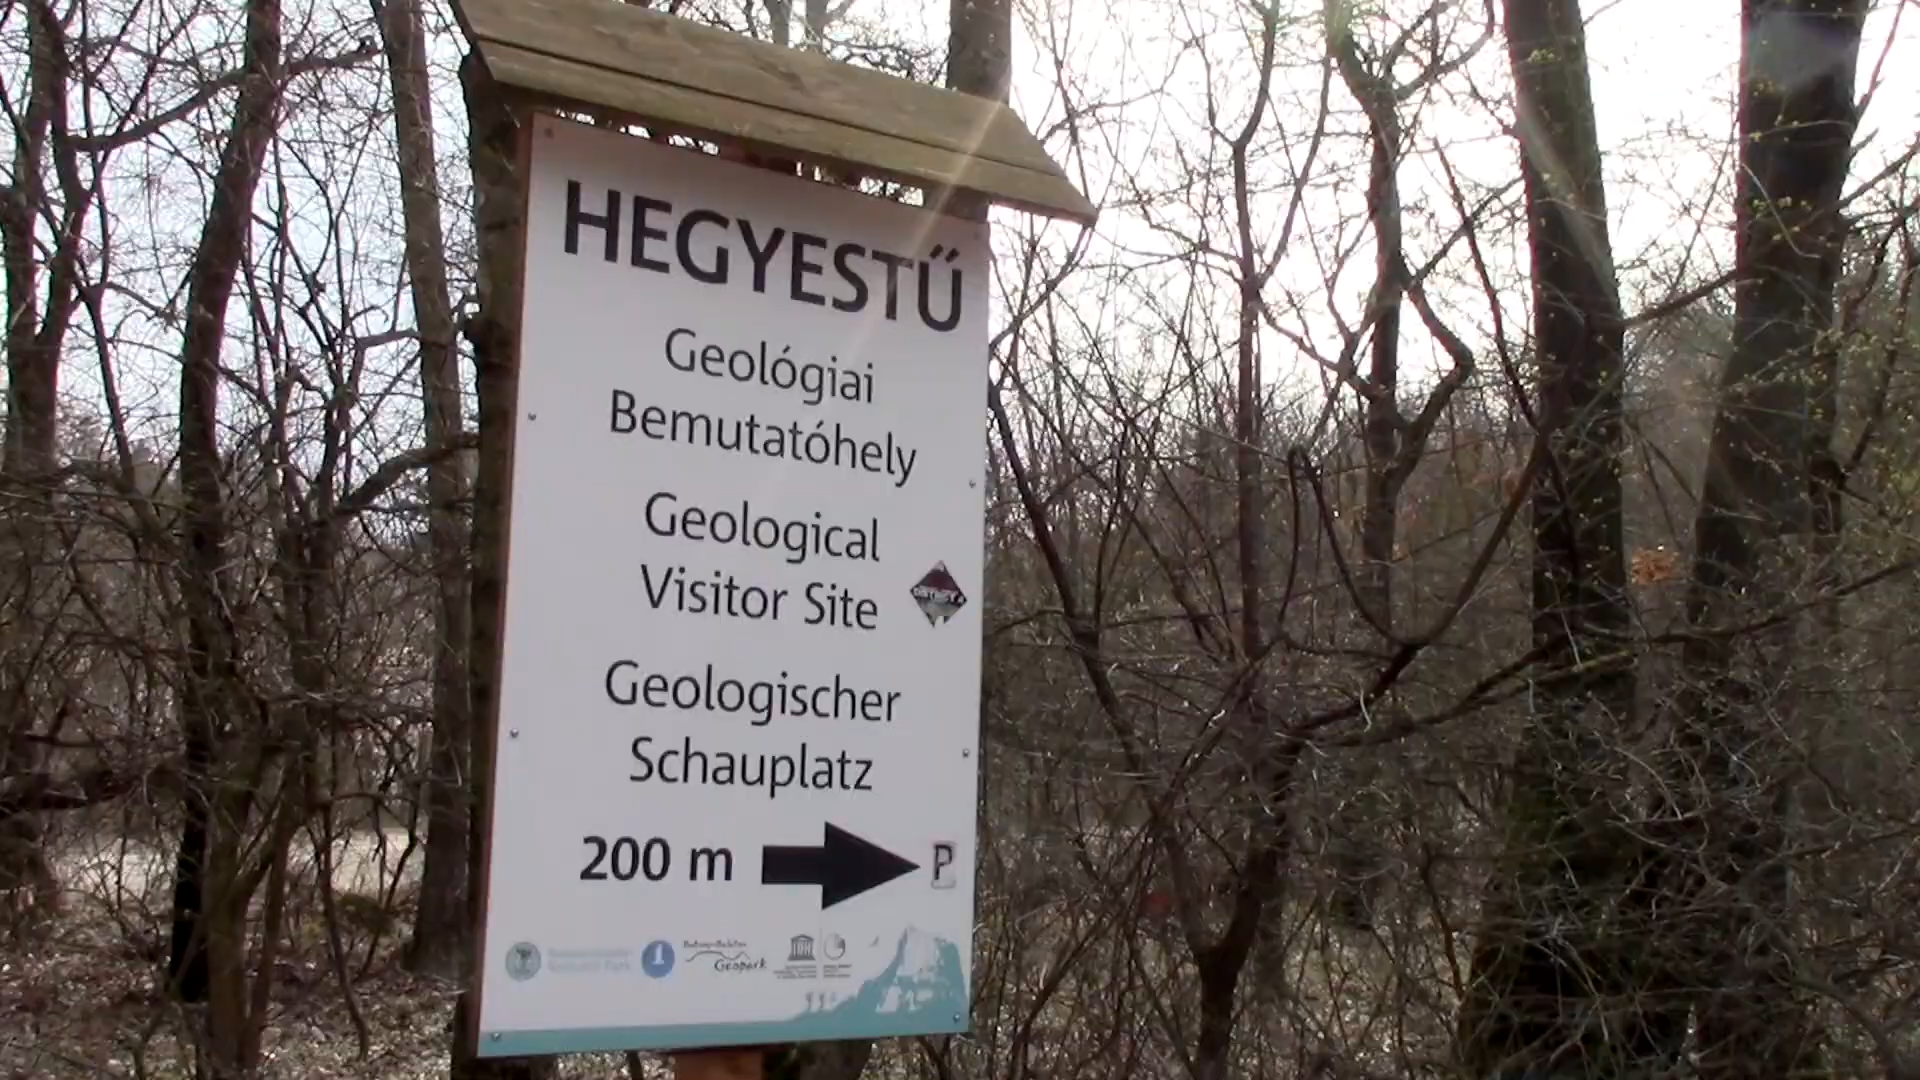 HEGYESTŰ
Geológiai
Bemutatóhely
Geological
Visitor Site
Geologischer
Schauplatz
200 m
P
Geopark